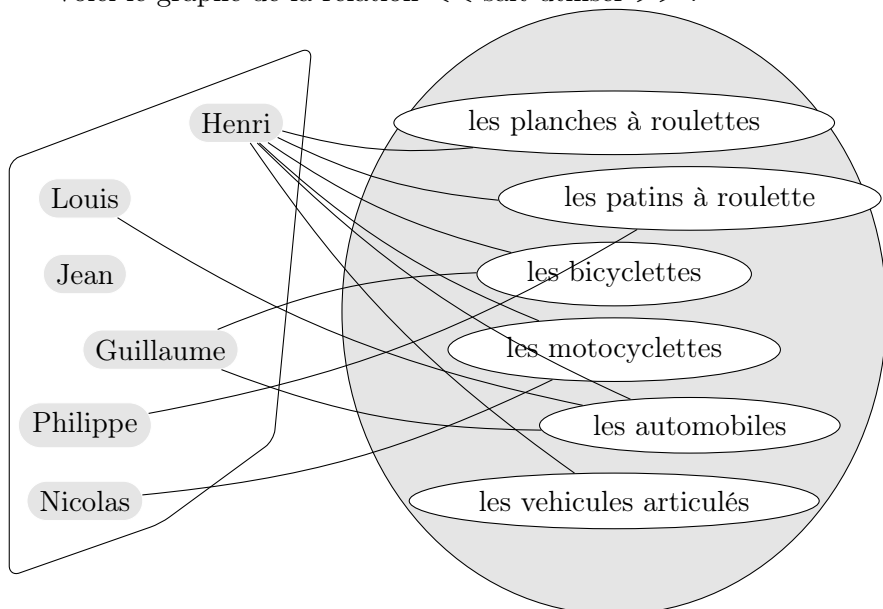 Voici le graphe de la relation « sait utiliser » :
Henri
les planches à roulettes
Louis
les patins à roulette
Jean
les bicyclettes
Guillaume
les motocyclettes
Philippe
les automobiles
Nicolas
les vehicules articulés